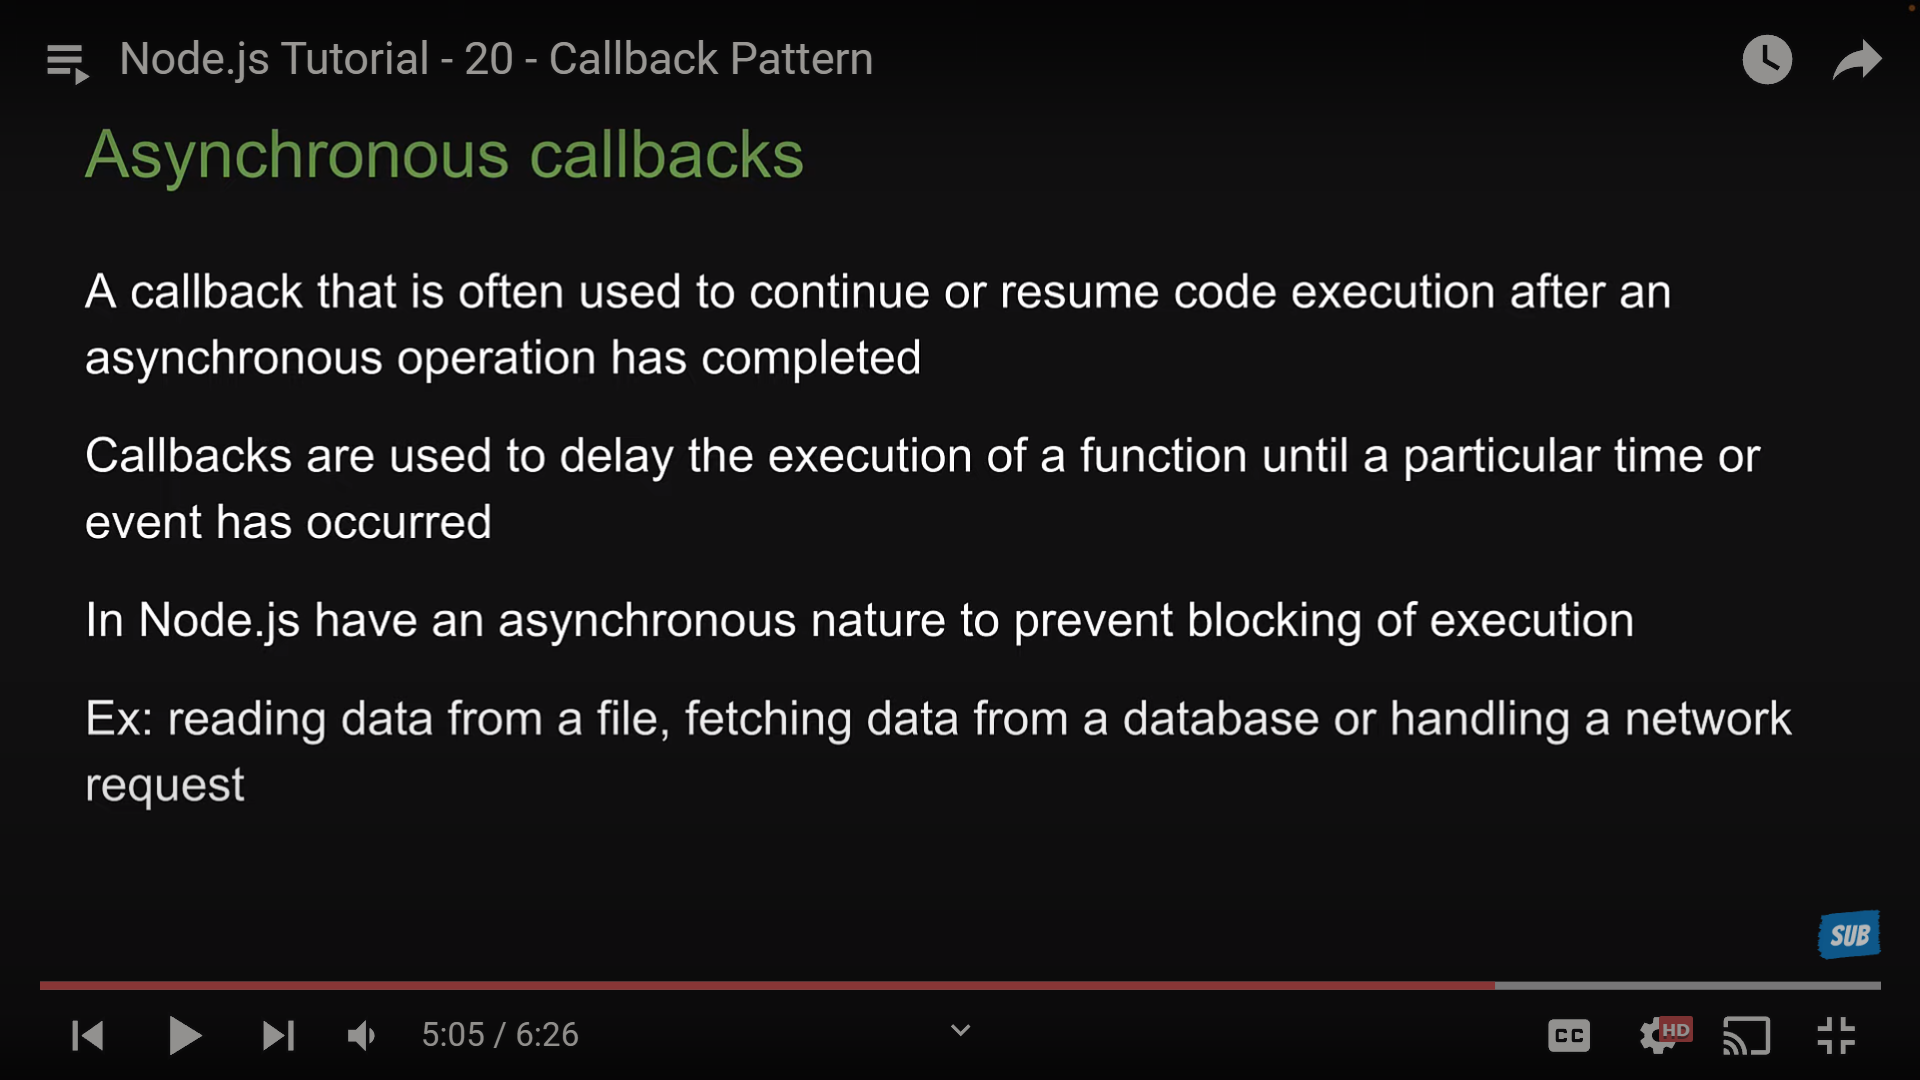 Node.js Tutorial - 20 - Callback Pattern
Asynchronous callbacks
A callback that is often used to continue or resume code execution after an
asynchronous operation has completed
Callbacks are used to delay the execution of a function until a particular time or
event has occurred
In Node.js have an asynchronous nature to prevent blocking of execution
Ex: reading data from a file, fetching data from a database or handling a network
request
SUB
5:05 / 6:26
CC
HD